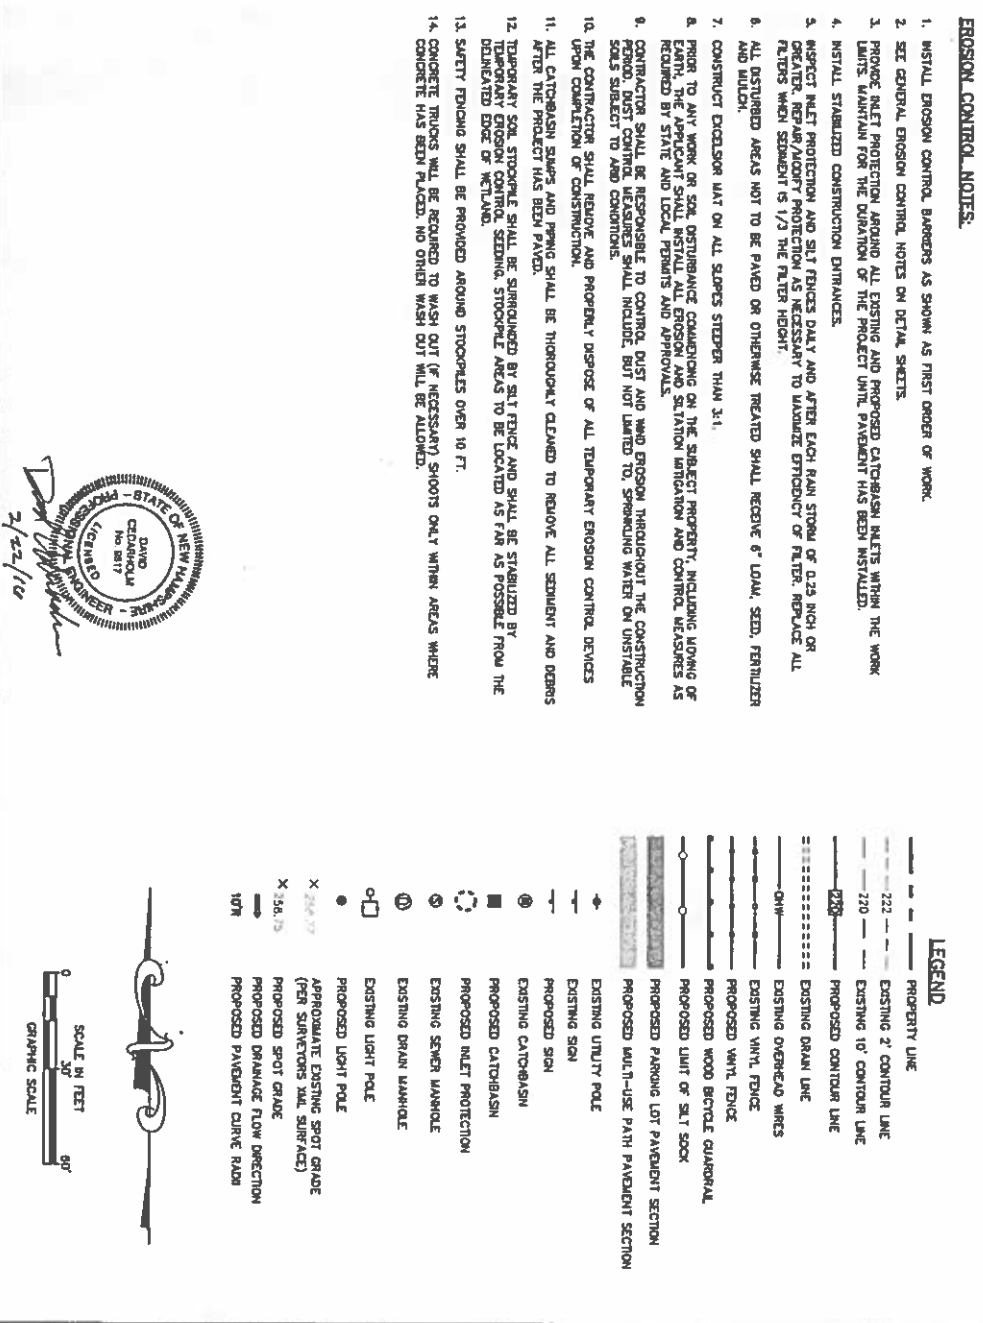 EROSION CONTROL NOTES:
1. INSTALL EROSION CONTROL BARRIERS AS SHOWN AS FIRST ORDER OF WORK.
2. SEE GENERAL EROSION CONTROL NOTES ON DETAIL SHEETS.
3. PROVIDE INLET PROTECTION AROUND ALL EXISTING AND PROPOSED CATCHBASIN INLETS WITHIN THE WORK
LIMITS. MAINTAIN FOR THE DURATION OF THE PROJECT UNTIL PAVEMENT HAS BEEN INSTALLED.
4. INSTALL STABILIZED CONSTRUCTION ENTRANCES.
5. INSPECT INLET PROTECTION AND SILT FENCES DAILY AND AFTER EACH RAIN STORM OF 0.25 INCH OR
GREATER. REPAIR/MODIFY PROTECTION AS NECESSARY TO MAXIMIZE EFFICIENCY OF FILTER. REPLACE ALL
FILTERS WHEN SEDIMENT IS 1/3 THE FILTER HEIGHT.
6. ALL DISTURBED AREAS NOT TO BE PAVED OR OTHERWISE TREATED SHALL RECEIVE 6" LOAM, SEED, FERTILIZER
AND MULCH.
7. CONSTRUCT EXCELSIOR MAT ON ALL SLOPES STEEPER THAN 3:1.
8. PRIOR TO ANY WORK OR SOIL DISTURBANCE COMMENCING ON THE SUBJECT PROPERTY, INCLUDING MOVING OF
EARTH, THE APPLICANT SHALL INSTALL ALL EROSION AND SILTATION MITIGATION AND CONTROL MEASURES AS
REQUIRED BY STATE AND LOCAL PERMITS AND APPROVALS.
9. CONTRACTOR SHALL BE RESPONSIBLE TO CONTROL DUST AND WIND EROSION THROUGHOUT THE CONSTRUCTION
PERIOD. DUST CONTROL MEASURES SHALL INCLUDE, BUT NOT LIMITED TO, SPRINKLING WATER ON UNSTABLE
SOILS SUBJECT TO ARID CONDITIONS.
10. THE CONTRACTOR SHALL REMOVE AND PROPERLY DISPOSE OF ALL TEMPORARY EROSION CONTROL DEVICES
UPON COMPLETION OF CONSTRUCTION.
11. ALL CATCHBASIN SUMPS AND PIPING SHALL BE THOROUGHLY CLEANED TO REMOVE ALL SEDIMENT AND DEBRIS
AFTER THE PROJECT HAS BEEN PAVED.
12. TEMPORARY SOIL STOCKPILE SHALL BE SURROUNDED BY SILT FENCE AND SHALL BE STABILIZED BY
TEMPORARY EROSION CONTROL SEEDING. STOCKPILE AREAS TO BE LOCATED AS FAR AS POSSIBLE FROM THE
DELINEATED EDGE OF WETLAND.
13. SAFETY FENCING SHALL BE PROVIDED AROUND STOCKPILES OVER 10 FT.
14. CONCRETE TRUCKS WILL BE REQUIRED TO WASH OUT (IF NECESSARY) SHOOTS ONLY WITHIN AREAS WHERE
CONCRETE HAS BEEN PLACED. NO OTHER WASH OUT WILL BE ALLOWED.
STATE OF NEW HAMPSHIRE
DAVID
CEDARHOLM
No 9817
LICENSED
PROFESSIONAL ENGINEER
2/22/16
LEGEND
PROPERTY LINE
222 EXISTING 2' CONTOUR LINE
220 EXISTING 10' CONTOUR LINE
220 PROPOSED CONTOUR LINE
EXISTING DRAIN LINE
OHW EXISTING OVERHEAD WIRES
EXISTING VINYL FENCE
PROPOSED VINYL FENCE
PROPOSED WOOD BICYCLE GUARDRAIL
PROPOSED LIMIT OF SILT SOCK
PROPOSED PARKING LOT PAVEMENT SECTION
PROPOSED MULTI-USE PATH PAVEMENT SECTION
EXISTING UTILITY POLE
EXISTING SIGN
PROPOSED SIGN
EXISTING CATCHBASIN
PROPOSED CATCHBASIN
PROPOSED INLET PROTECTION
S EXISTING SEWER MANHOLE
D EXISTING DRAIN MANHOLE
EXISTING LIGHT POLE
PROPOSED LIGHT POLE
APPROXIMATE EXISTING SPOT GRADE
(PER SURVEYORS XML SURFACE)
258.75 PROPOSED SPOT GRADE
PROPOSED DRAINAGE FLOW DIRECTION
10'R PROPOSED PAVEMENT CURVE RADII
SCALE IN FEET
0 30' 60'
GRAPHIC SCALE